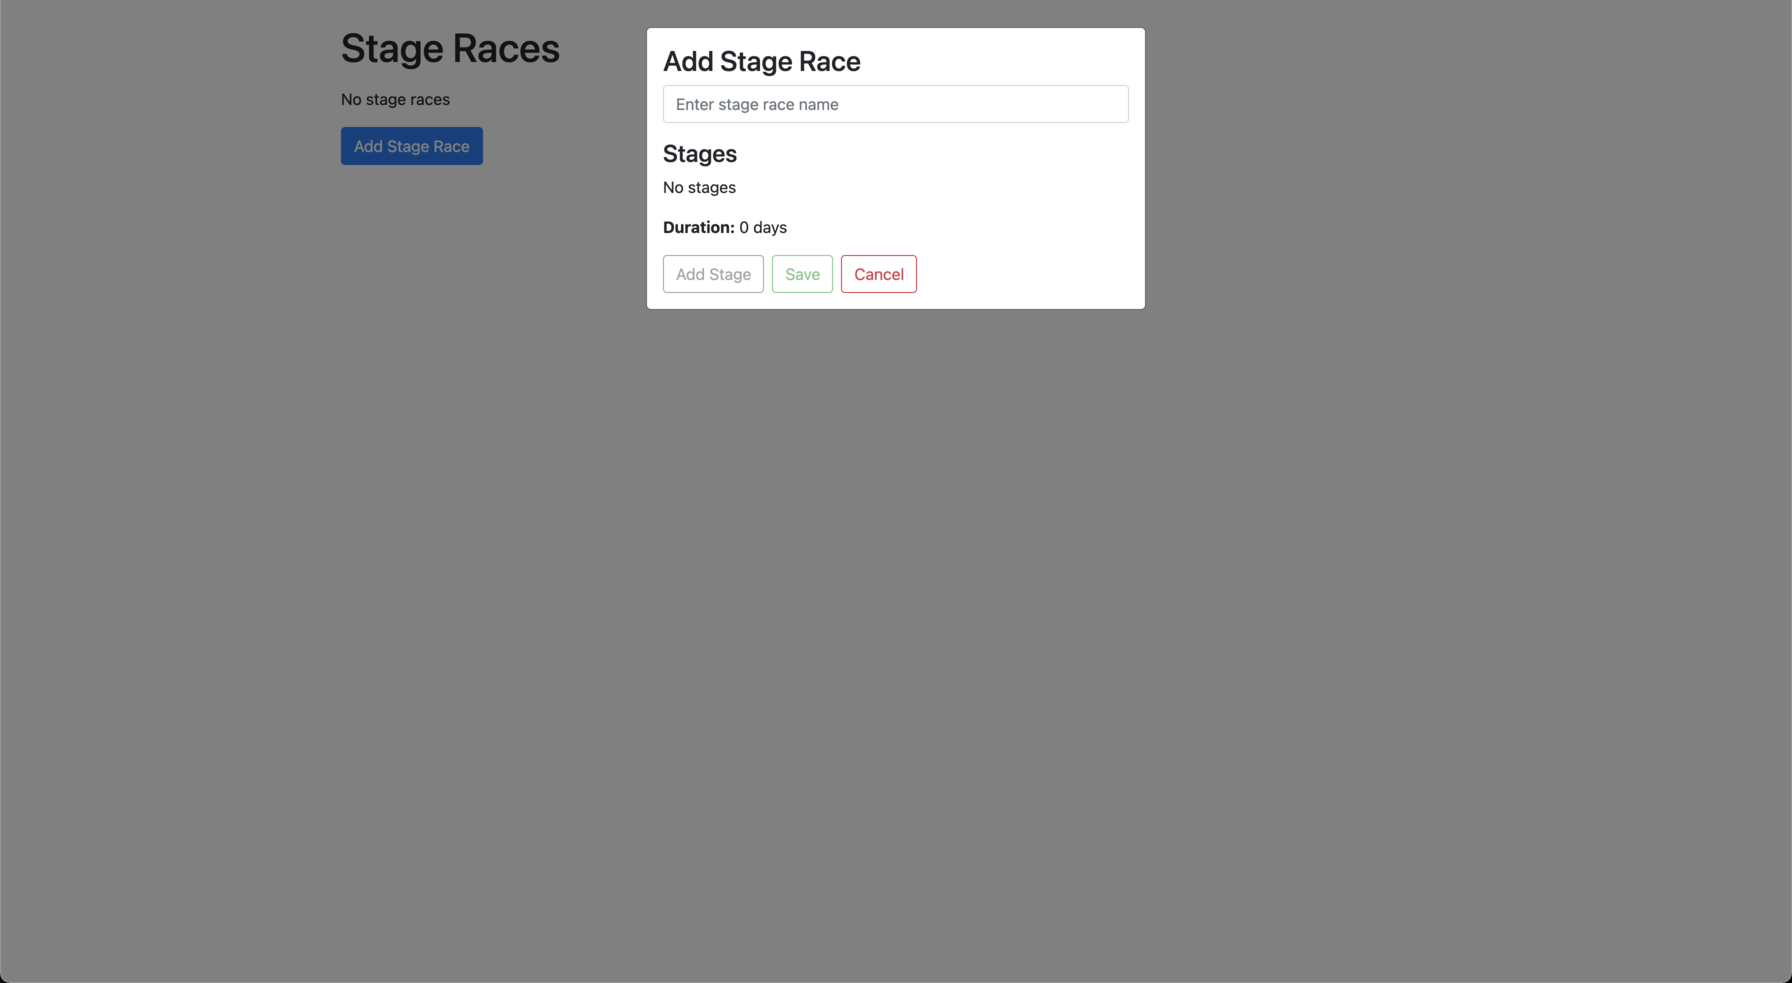 Stage Races
No stage races
Add Stage Race
Add Stage Race
Enter stage race name
Stages
No stages
Duration: 0 days
Add Stage
Save
Cancel